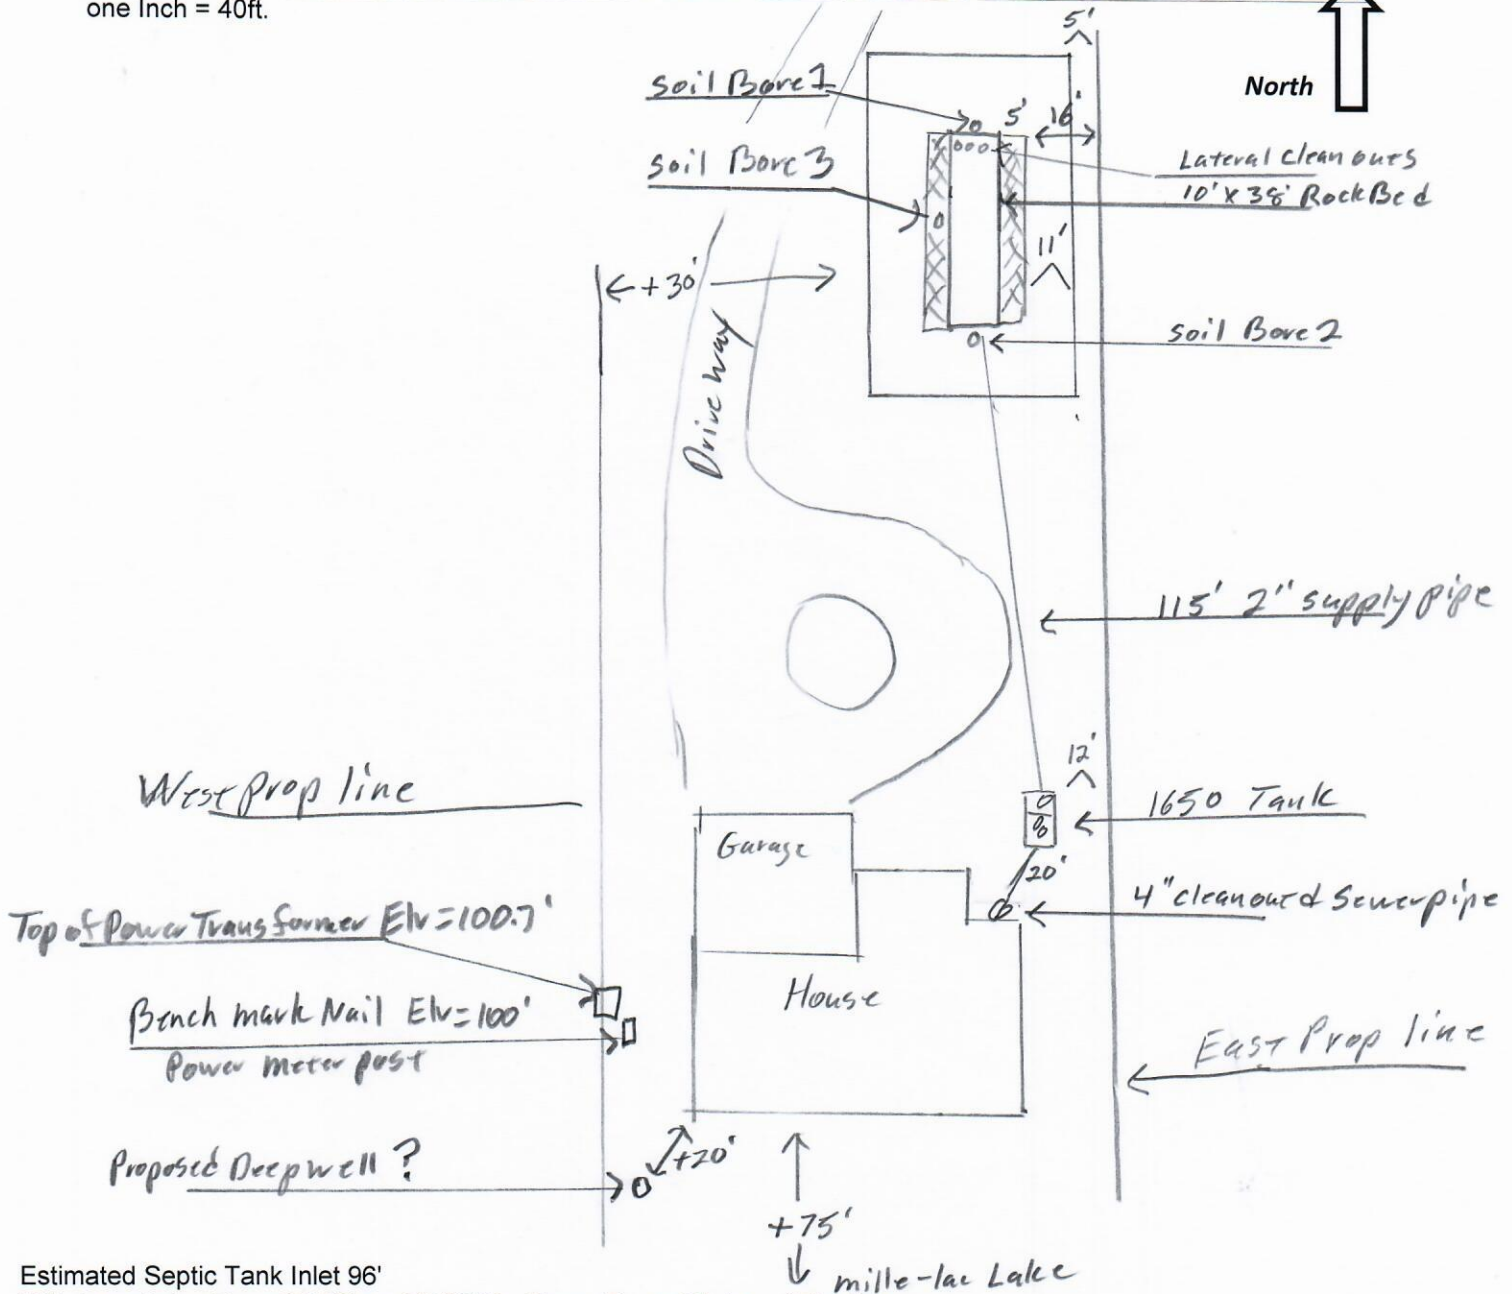 one Inch = 40ft.
5'
North
Soil Bore 1
5'
16'
Lateral Clean outs
Soil Bore 3
10' x 38' Rock Bed
11'
+30'
Soil Bore 2
Drive way
115' 2" supply pipe
12'
West Prop line
1650 Tank
Garage
20'
4" cleanout & Sewer pipe
Top of Power Transformer Elv=100.7'
House
Bench mark Nail Elv=100'
Power meter post
East Prop line
Proposed Deepwell ?
+20'
+75'
mille-lac Lake
Estimated Septic Tank Inlet 96'